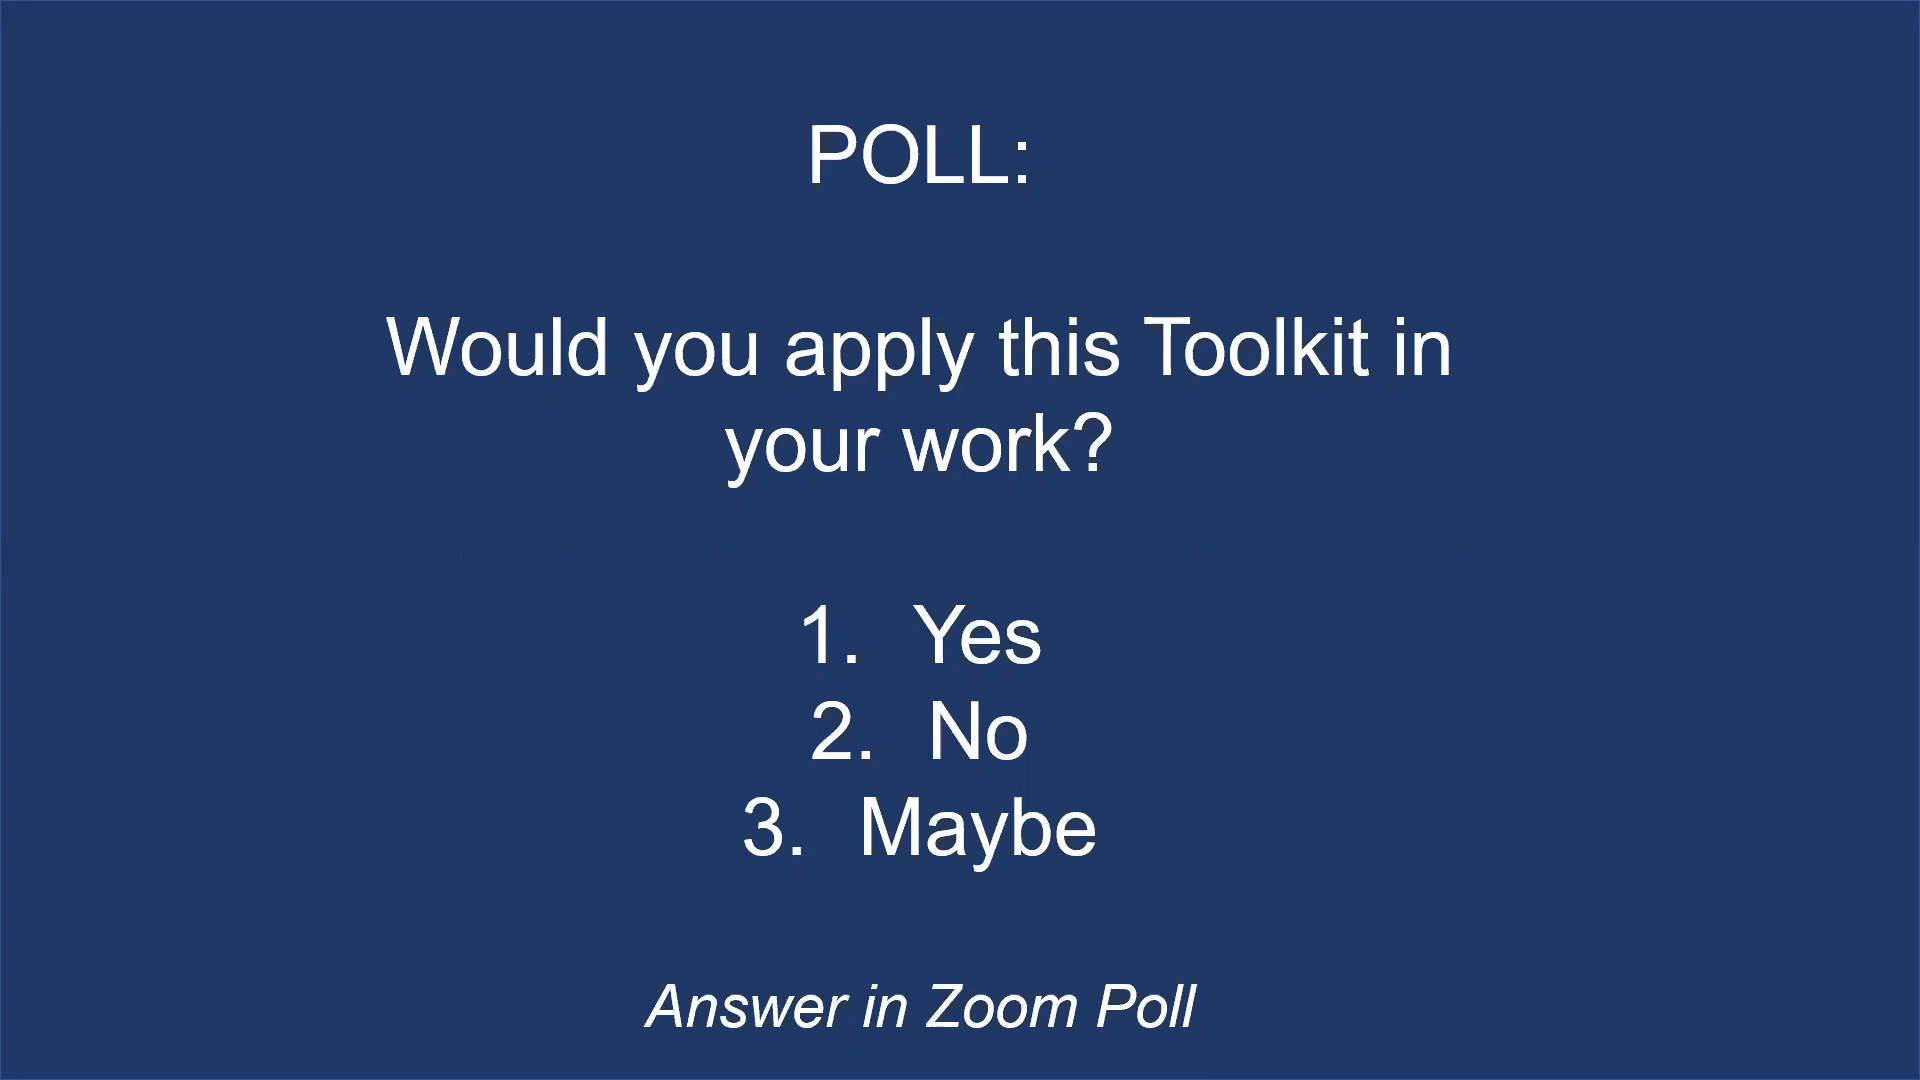 POLL:
Would you apply this Toolkit in
your work?
1. Yes
2. No
3. Maybe
Answer in Zoom Poll